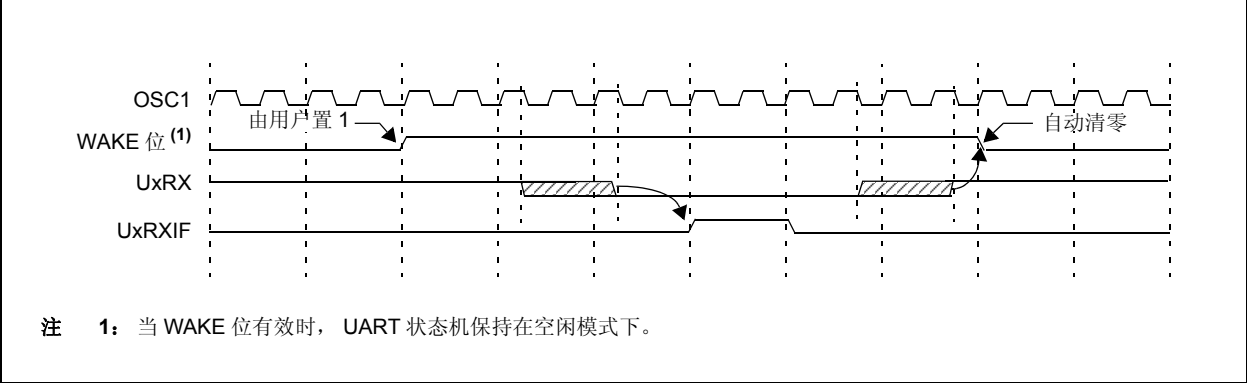 OSC1
由用户置 1
WAKE 位 (1)
自动清零
UxRX
UxRXIF
注 1： 当 WAKE 位有效时， UART 状态机保持在空闲模式下。